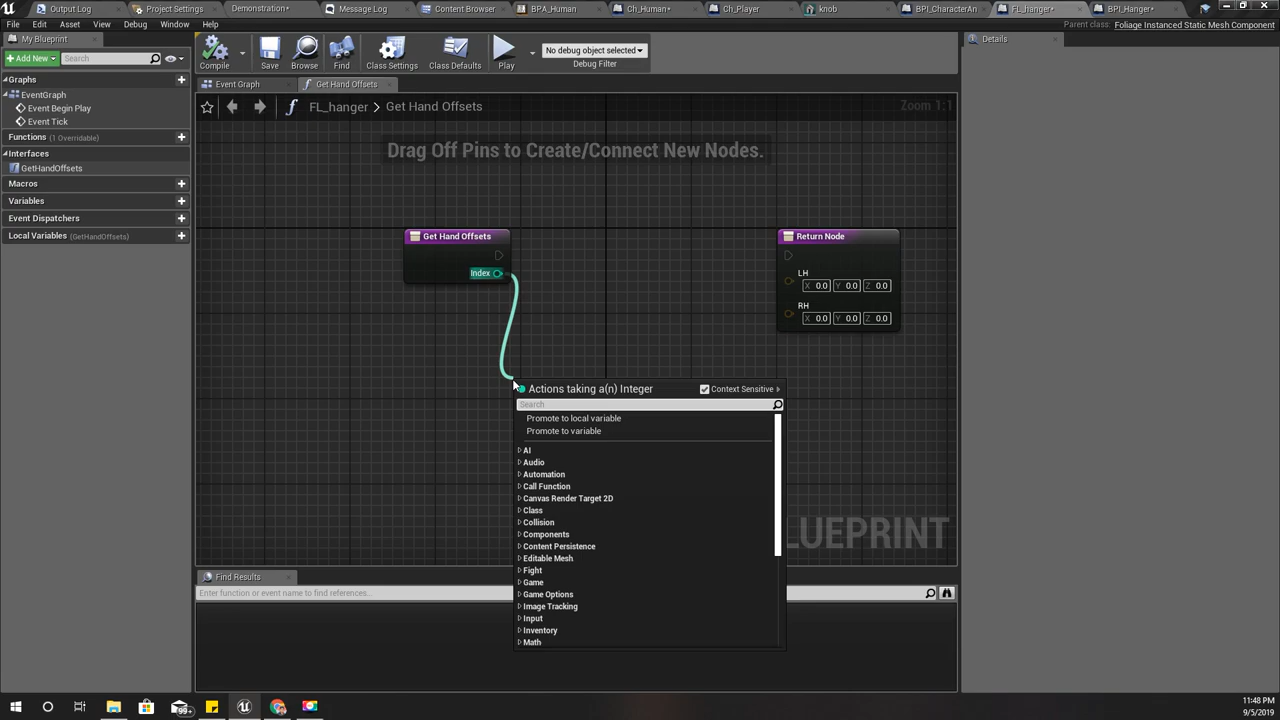 Output Log
Project Settings
Demonstration*
Message Log
Content Browser
BPA_Human
Ch_Human*
Ch_Player
knob
BPI_CharacterAn
FL_hanger*
BPI_Hanger*
File
Edit
Asset
View
Debug
Window
Help
Parent class: Foliage Instanced Static Mesh Component
My Blueprint
Details
+Add New
Search
Compile
Save
Browse
Find
Class Settings
Class Defaults
Play
No debug object selected
Debug Filter
Graphs
EventGraph
Event Begin Play
Event Tick
Functions (1 Overridable)
Interfaces
GetHandOffsets
Macros
Variables
Event Dispatchers
Local Variables (GetHandOffsets)
Event Graph
Get Hand Offsets
FL_hanger > Get Hand Offsets
Zoom 1:1
Drag Off Pins to Create/Connect New Nodes.
Get Hand Offsets
Index
Return Node
LH
X 0.0 Y 0.0 Z 0.0
RH
X 0.0 Y 0.0 Z 0.0
Actions taking a(n) Integer
Context Sensitive
Search
Promote to local variable
Promote to variable
AI
Audio
Automation
Call Function
Canvas Render Target 2D
Class
Collision
Components
Content Persistence
Editable Mesh
Fight
Game
Game Options
Image Tracking
Input
Inventory
Math
LUEPRINT
Find Results
Enter function or event name to find references...
99+
11:48 PM
9/5/2019